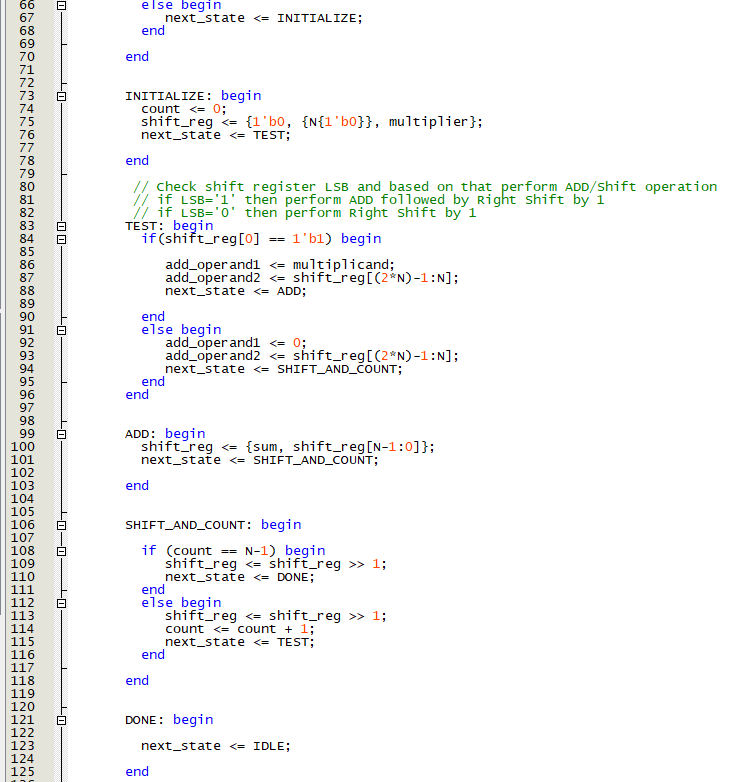 66 else begin
67 next_state <= INITIALIZE;
68 end
69
70 end
71
72
73 INITIALIZE: begin
74 count <= 0;
75 shift_reg <= {1'b0, {N{1'b0}}, multiplier};
76 next_state <= TEST;
77
78 end
79
80 // Check shift register LSB and based on that perform ADD/Shift operation
81 // if LSB='1' then perform ADD followed by Right Shift by 1
82 // if LSB='0' then perform Right Shift by 1
83 TEST: begin
84 if(shift_reg[0] == 1'b1) begin
85
86 add_operand1 <= multiplicand;
87 add_operand2 <= shift_reg[(2*N)-1:N];
88 next_state <= ADD;
89
90 end
91 else begin
92 add_operand1 <= 0;
93 add_operand2 <= shift_reg[(2*N)-1:N];
94 next_state <= SHIFT_AND_COUNT;
95 end
96 end
97
98
99 ADD: begin
100 shift_reg <= {sum, shift_reg[N-1:0]};
101 next_state <= SHIFT_AND_COUNT;
102
103 end
104
105
106 SHIFT_AND_COUNT: begin
107
108 if (count == N-1) begin
109 shift_reg <= shift_reg >> 1;
110 next_state <= DONE;
111 end
112 else begin
113 shift_reg <= shift_reg >> 1;
114 count <= count + 1;
115 next_state <= TEST;
116 end
117
118 end
119
120
121 DONE: begin
122
123 next_state <= IDLE;
124
125 end